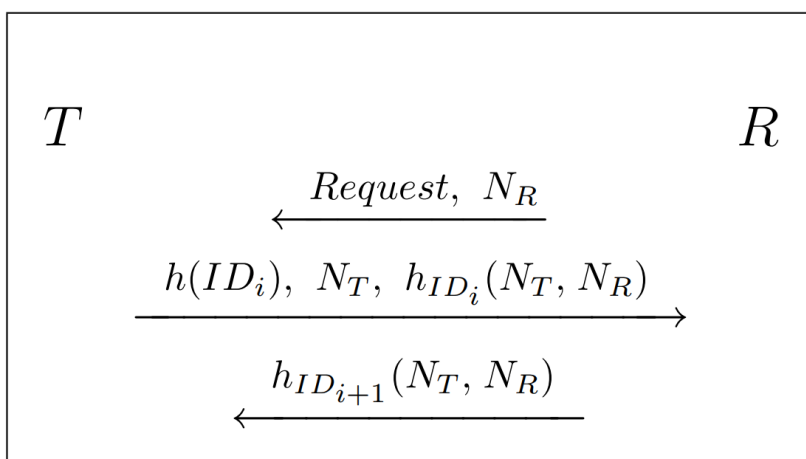 T R
Request, N_R
h(ID_i), N_T, h_{ID_i}(N_T, N_R)
h_{ID_{i+1}}(N_T, N_R)